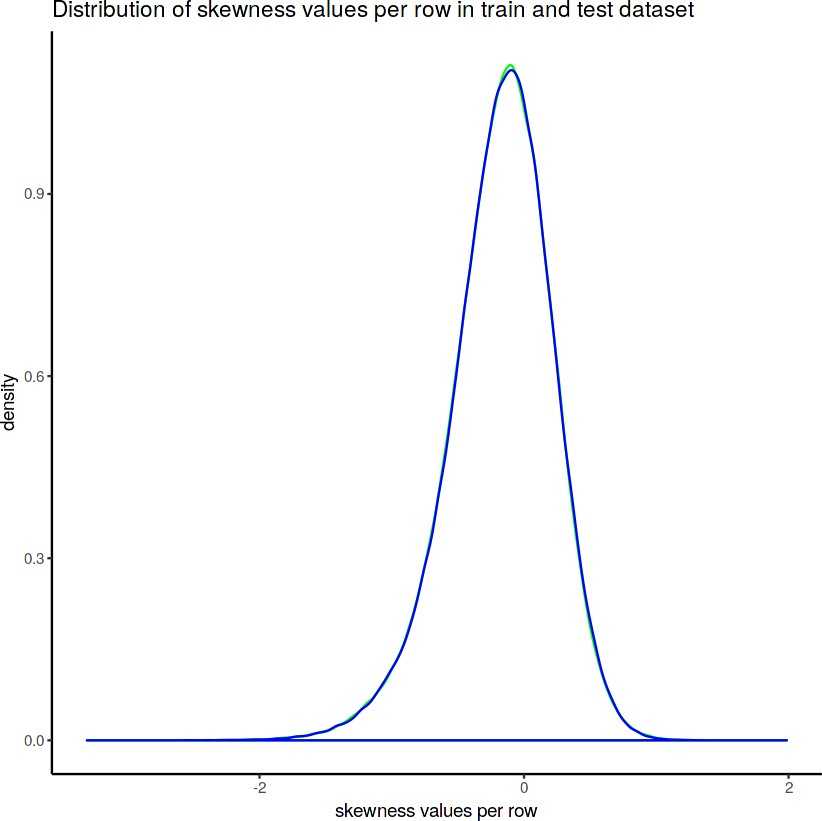 Distribution of skewness values per row in train and test dataset
density
0.9
0.6
0.3
0.0
-2
0
2
skewness values per row